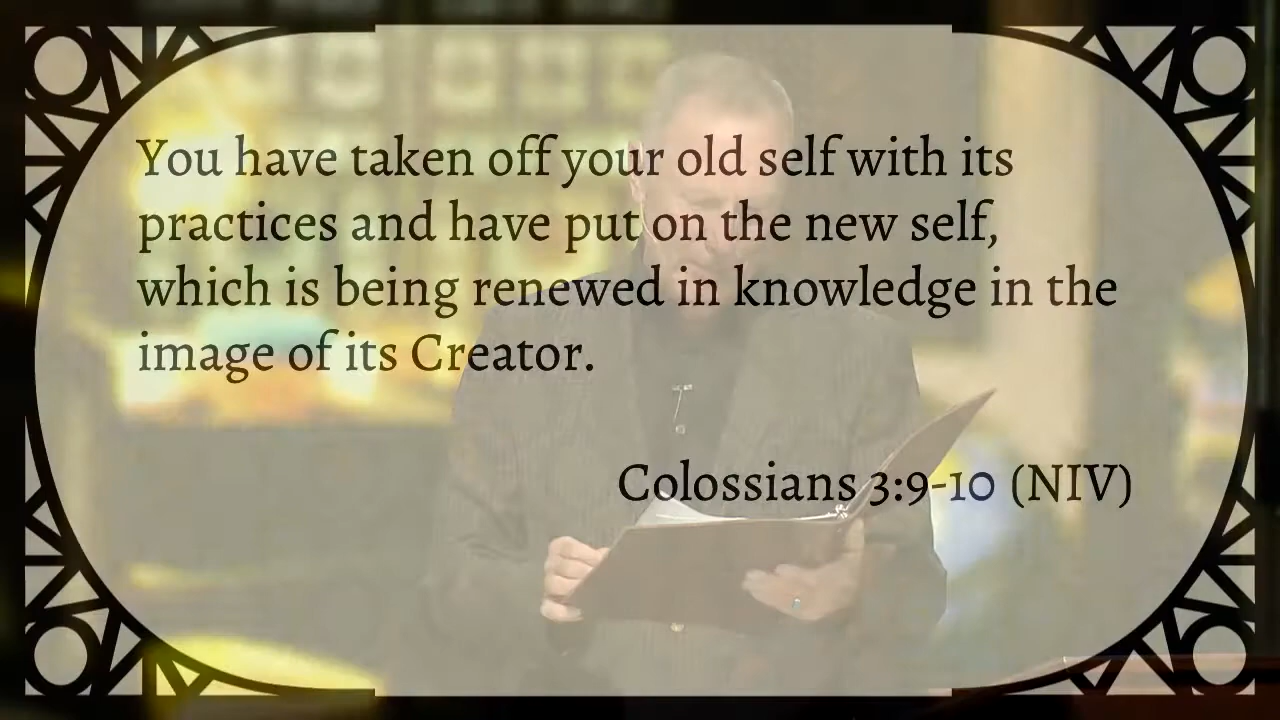 You have taken off your old self with its
practices and have put on the new self,
which is being renewed in knowledge in the
image of its Creator.
Colossians 3:9-10 (NIV)